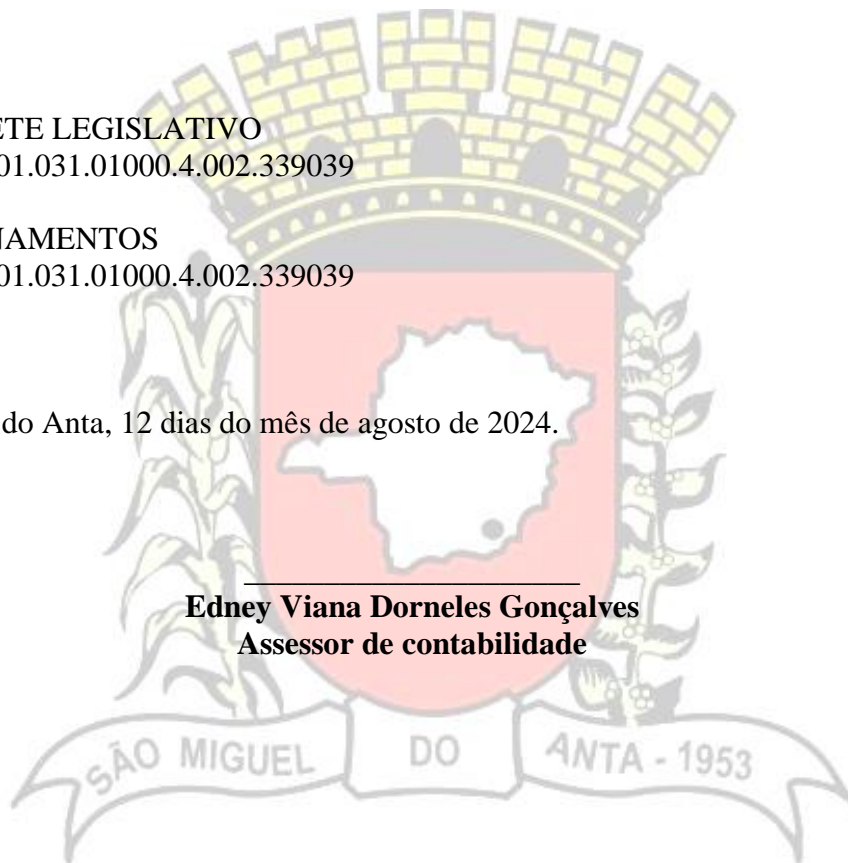 ETE LEGISLATIVO
01.031.01000.4.002.339039
NAMENTOS
01.031.01000.4.002.339039
do Anta, 12 dias do mês de agosto de 2024.
Edney Viana Dorneles Gonçalves
Assessor de contabilidade
SÃO MIGUEL DO ANTA - 1953